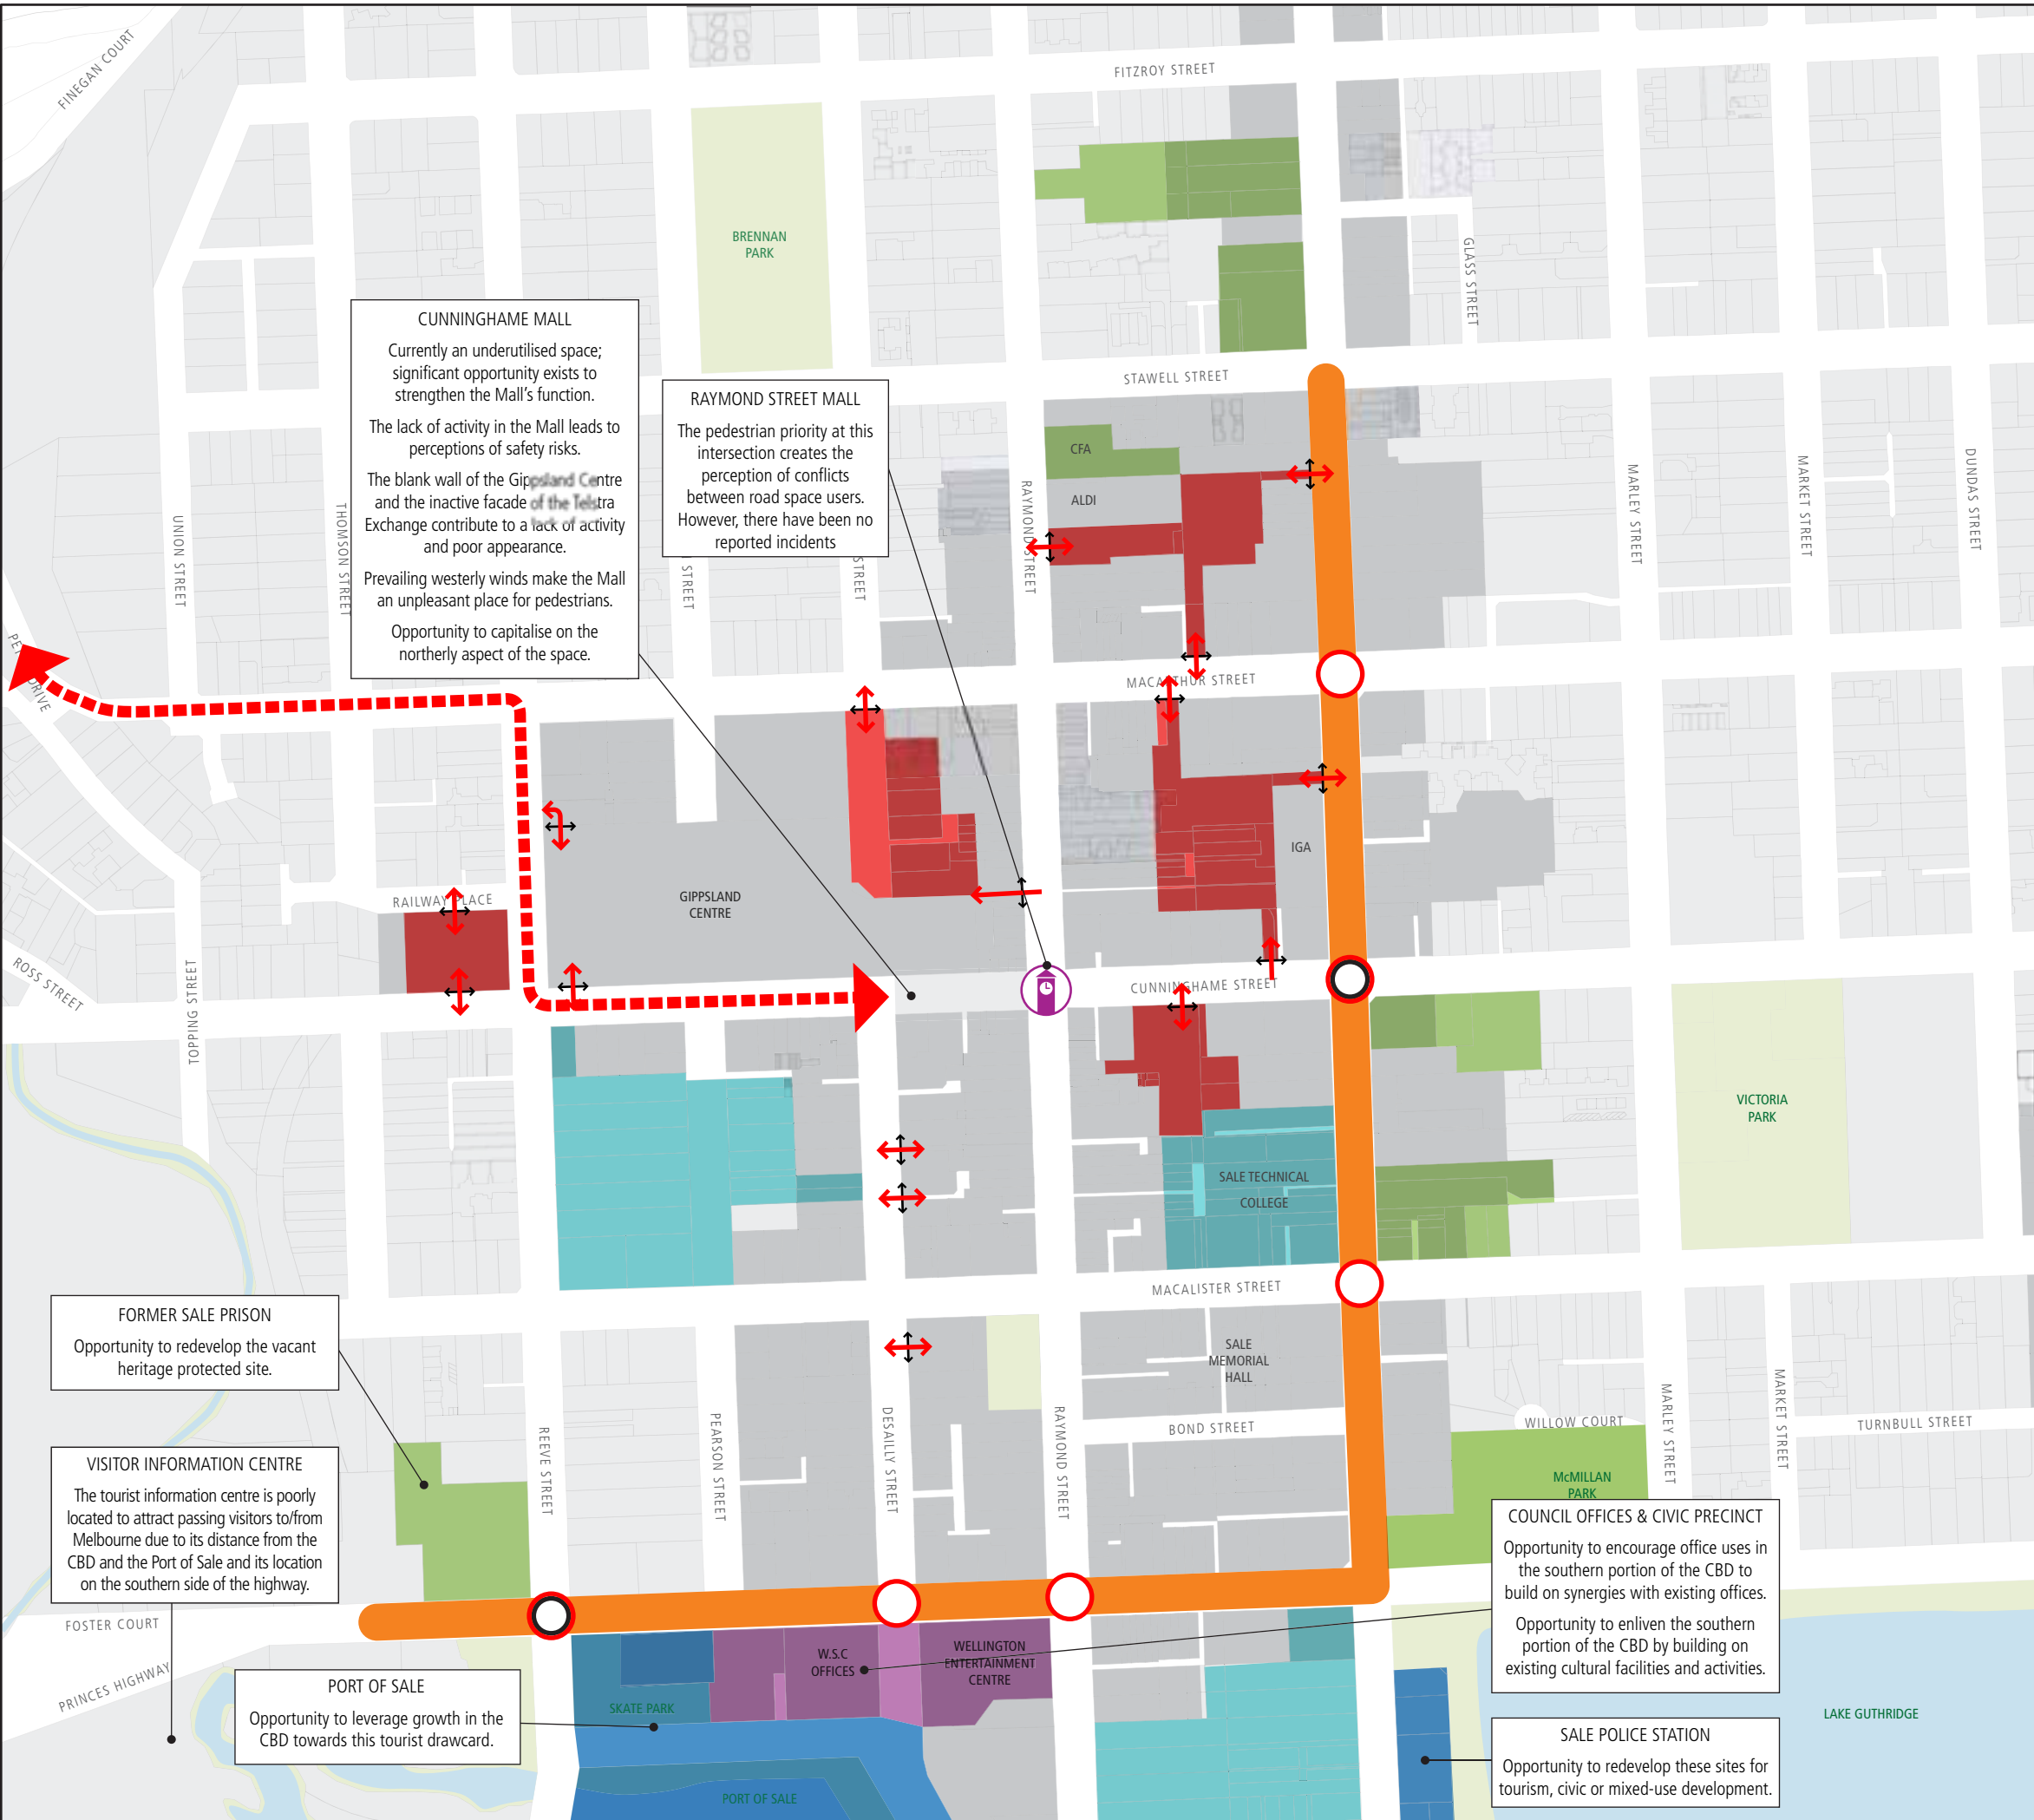 FINEGAN COURT
FITZROY STREET
BRENNAN
PARK
GLASS STREET
CUNNINGHAME MALL
Currently an underutilised space;
significant opportunity exists to
strengthen the Mall's function.
The lack of activity in the Mall leads to
perceptions of safety risks.
The blank wall of the Gippsland Centre
and the inactive facade of the Telstra
Exchange contribute to a lack of activity
and poor appearance.
Prevailing westerly winds make the Mall
an unpleasant place for pedestrians.
Opportunity to capitalise on the
northerly aspect of the space.
RAYMOND STREET MALL
The pedestrian priority at this
intersection creates the
perception of conflicts
between road space users.
However, there have been no
reported incidents
STAWELL STREET
CFA
ALDI
UNION STREET
THOMSON STREET
STREET
STREET
RAYMOND STREET
MARLEY STREET
MARKET STREET
DUNDAS STREET
DRIVE
MACARTHUR STREET
IGA
GIPPSLAND
CENTRE
RAILWAY PLACE
ROSS STREET
TOPPING STREET
CUNNINGHAME STREET
VICTORIA
PARK
SALE TECHNICAL
COLLEGE
MACALISTER STREET
FORMER SALE PRISON
Opportunity to redevelop the vacant
heritage protected site.
SALE
MEMORIAL
HALL
REEVE STREET
PEARSON STREET
DESAILLY STREET
RAYMOND STREET
BOND STREET
WILLOW COURT
MARLEY STREET
MARKET STREET
TURNBULL STREET
McMILLAN
PARK
VISITOR INFORMATION CENTRE
The tourist information centre is poorly
located to attract passing visitors to/from
Melbourne due to its distance from the
CBD and the Port of Sale and its location
on the southern side of the highway.
COUNCIL OFFICES & CIVIC PRECINCT
Opportunity to encourage office uses in
the southern portion of the CBD to
build on synergies with existing offices.
Opportunity to enliven the southern
portion of the CBD by building on
existing cultural facilities and activities.
FOSTER COURT
PRINCES HIGHWAY
W.S.C
OFFICES
WELLINGTON
ENTERTAINMENT
CENTRE
PORT OF SALE
Opportunity to leverage growth in the
CBD towards this tourist drawcard.
SKATE PARK
PORT OF SALE
LAKE GUTHRIDGE
SALE POLICE STATION
Opportunity to redevelop these sites for
tourism, civic or mixed-use development.